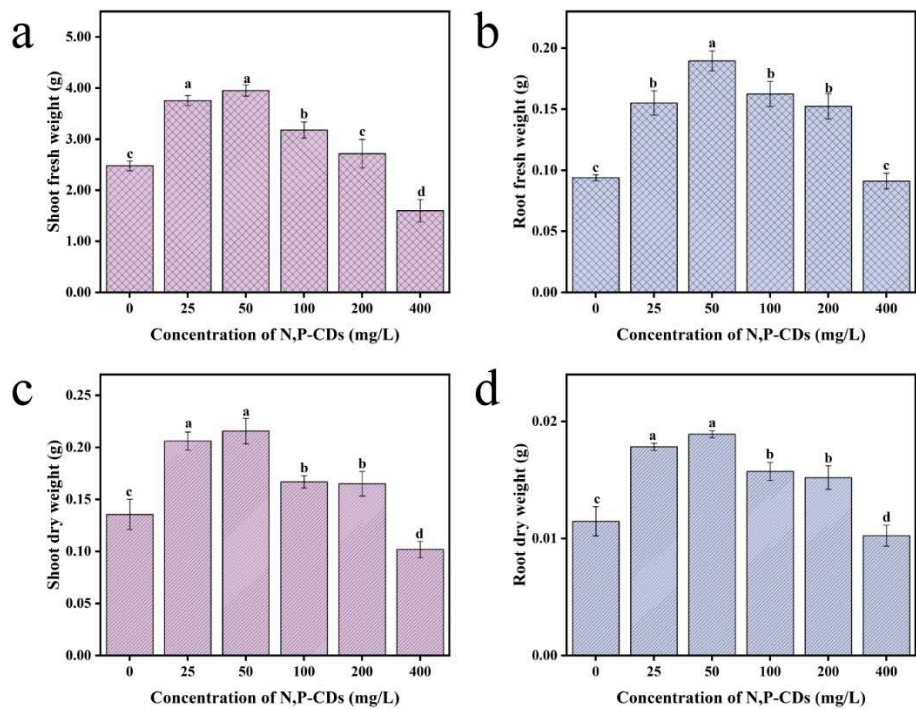 a
Shoot fresh weight (g)
5.00
4.00
3.00
2.00
1.00
0.00
c
a
a
b
c
d
0 25 50 100 200 400
Concentration of N,P-CDs (mg/L)
b
Root fresh weight (g)
0.20
0.15
0.10
0.05
0.00
c
b
a
b
b
c
0 25 50 100 200 400
Concentration of N,P-CDs (mg/L)
c
Shoot dry weight (g)
0.25
0.20
0.15
0.10
0.05
0.00
c
a
a
b
b
d
0 25 50 100 200 400
Concentration of N,P-CDs (mg/L)
d
Root dry weight (g)
0.02
0.01
0.00
c
a
a
b
b
d
0 25 50 100 200 400
Concentration of N,P-CDs (mg/L)